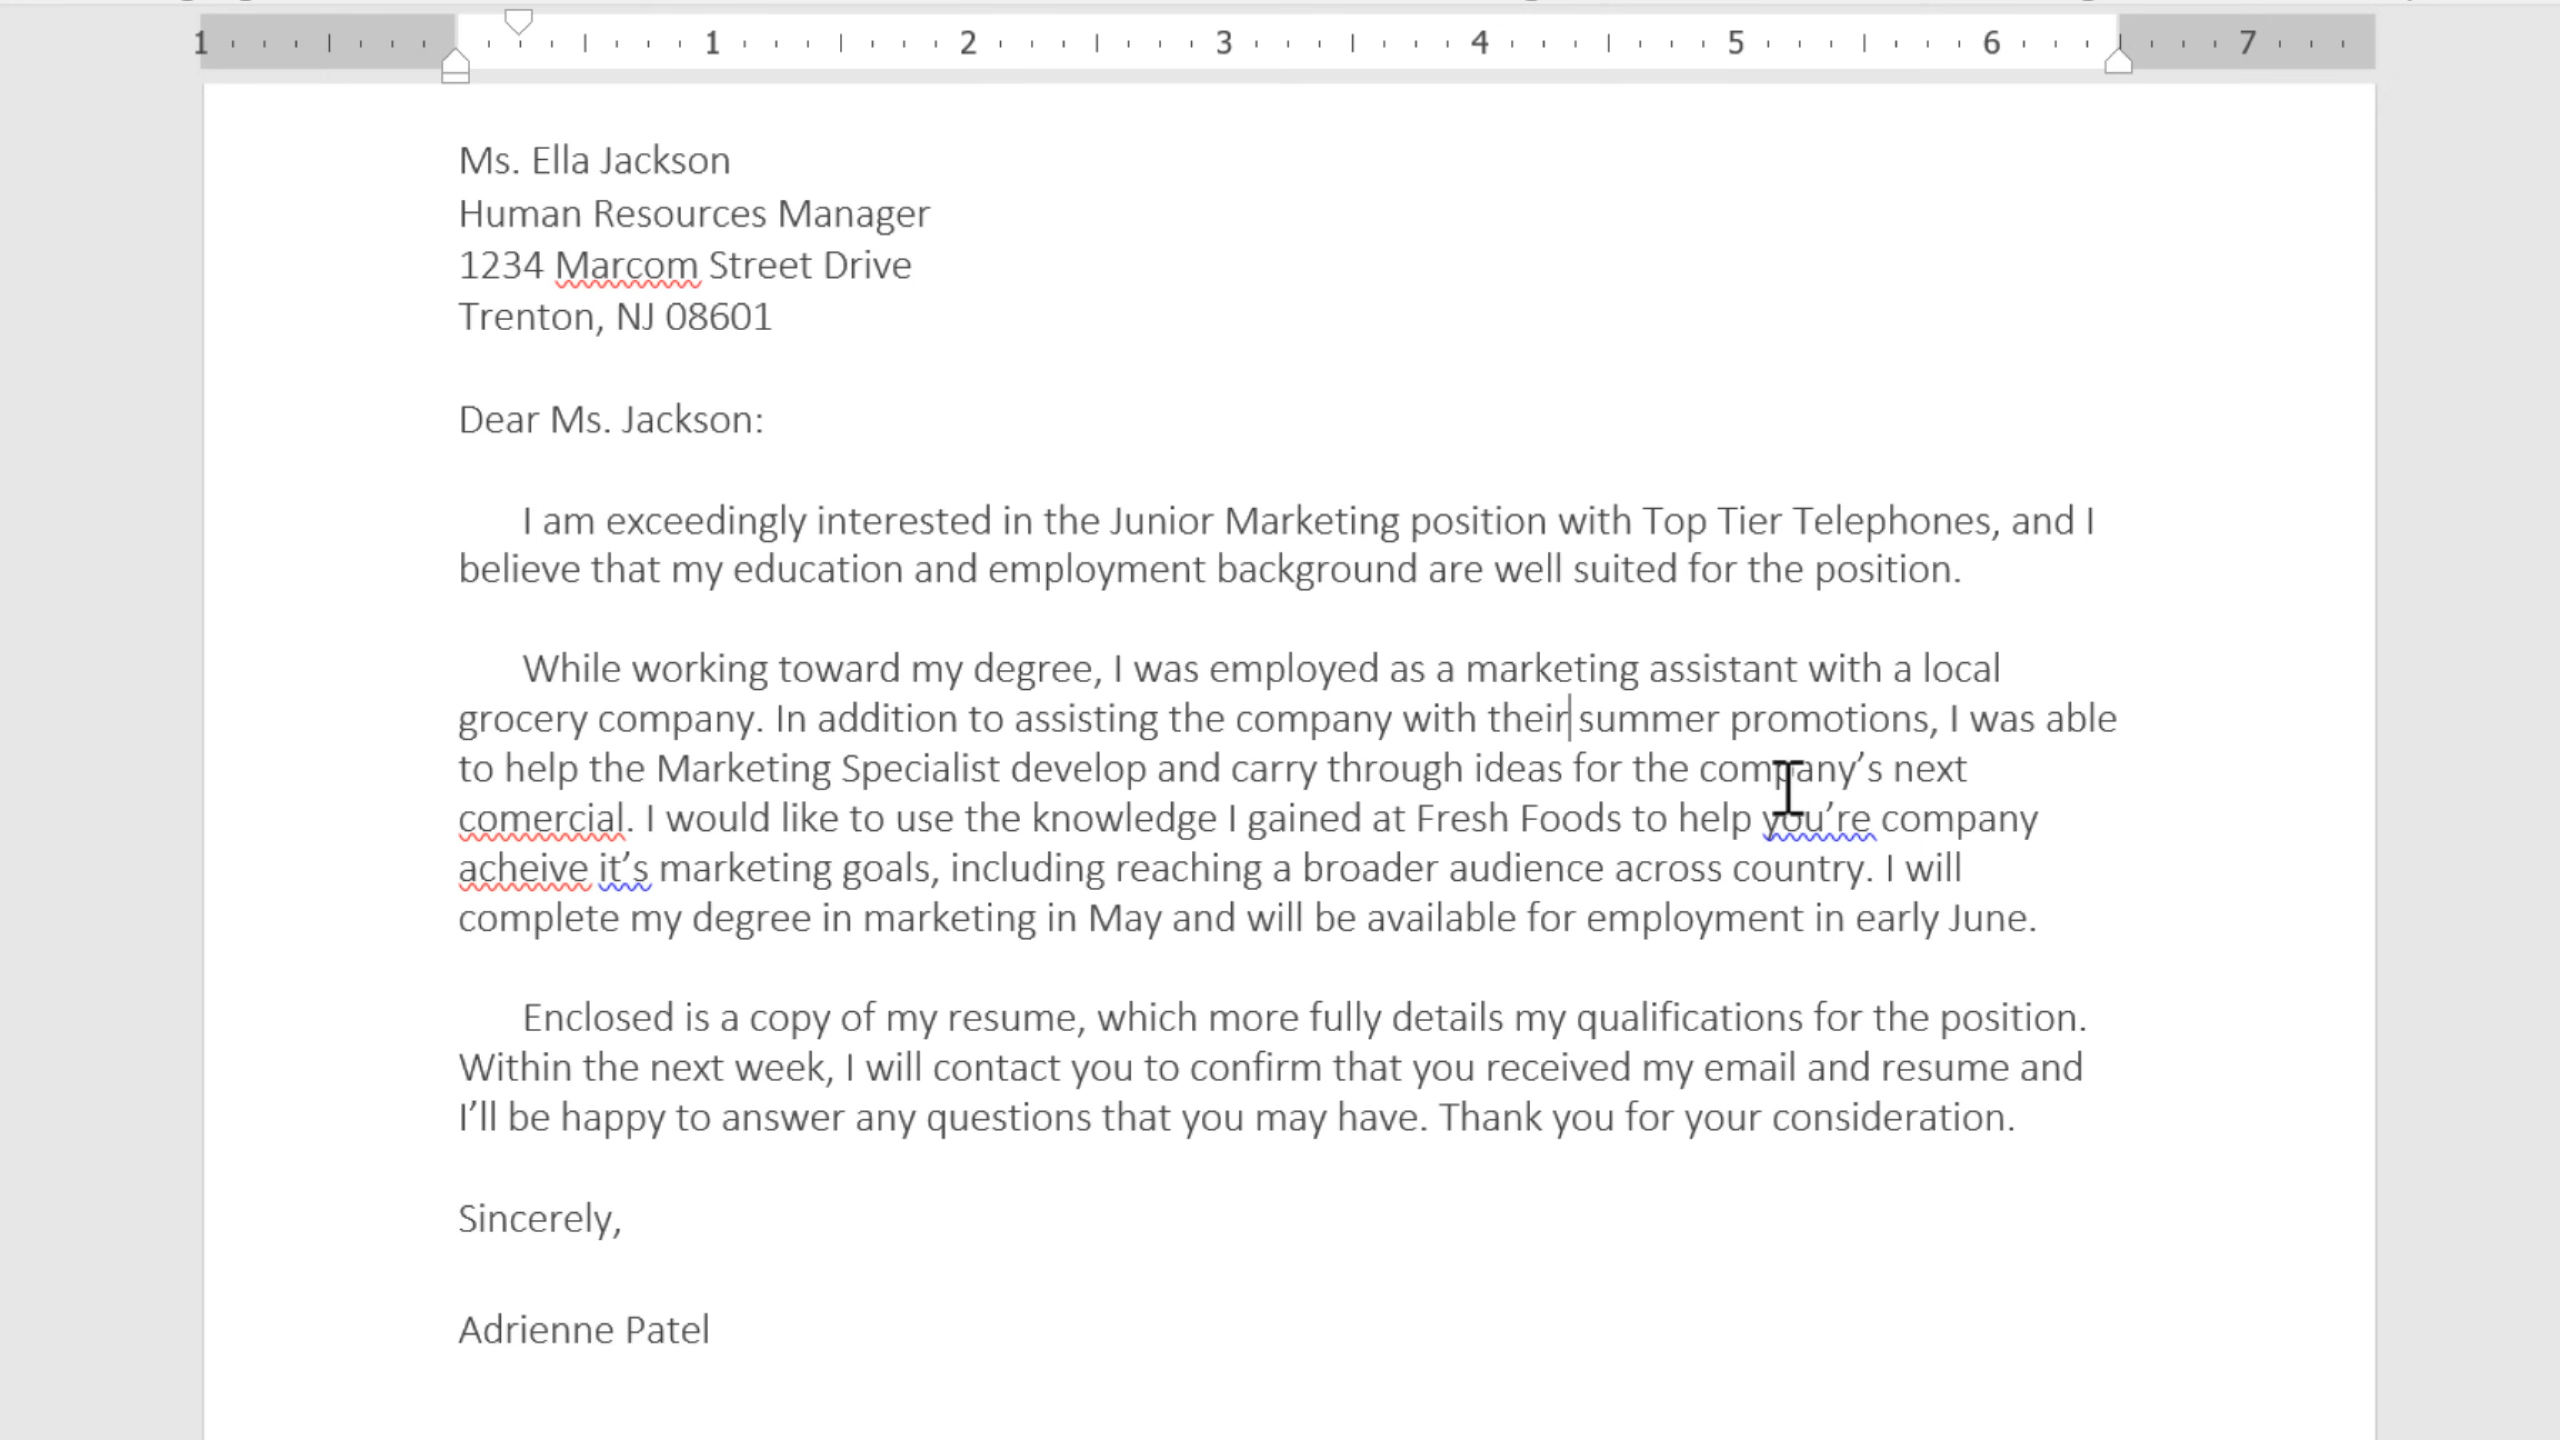 1 1 2 3 4 5 6 7
Ms. Ella Jackson
Human Resources Manager
1234 Marcom Street Drive
Trenton, NJ 08601
Dear Ms. Jackson:
I am exceedingly interested in the Junior Marketing position with Top Tier Telephones, and I
believe that my education and employment background are well suited for the position.
While working toward my degree, I was employed as a marketing assistant with a local
grocery company. In addition to assisting the company with their summer promotions, I was able
to help the Marketing Specialist develop and carry through ideas for the company’s next
comercial. I would like to use the knowledge I gained at Fresh Foods to help you’re company
acheive it’s marketing goals, including reaching a broader audience across country. I will
complete my degree in marketing in May and will be available for employment in early June.
Enclosed is a copy of my resume, which more fully details my qualifications for the position.
Within the next week, I will contact you to confirm that you received my email and resume and
I’ll be happy to answer any questions that you may have. Thank you for your consideration.
Sincerely,
Adrienne Patel